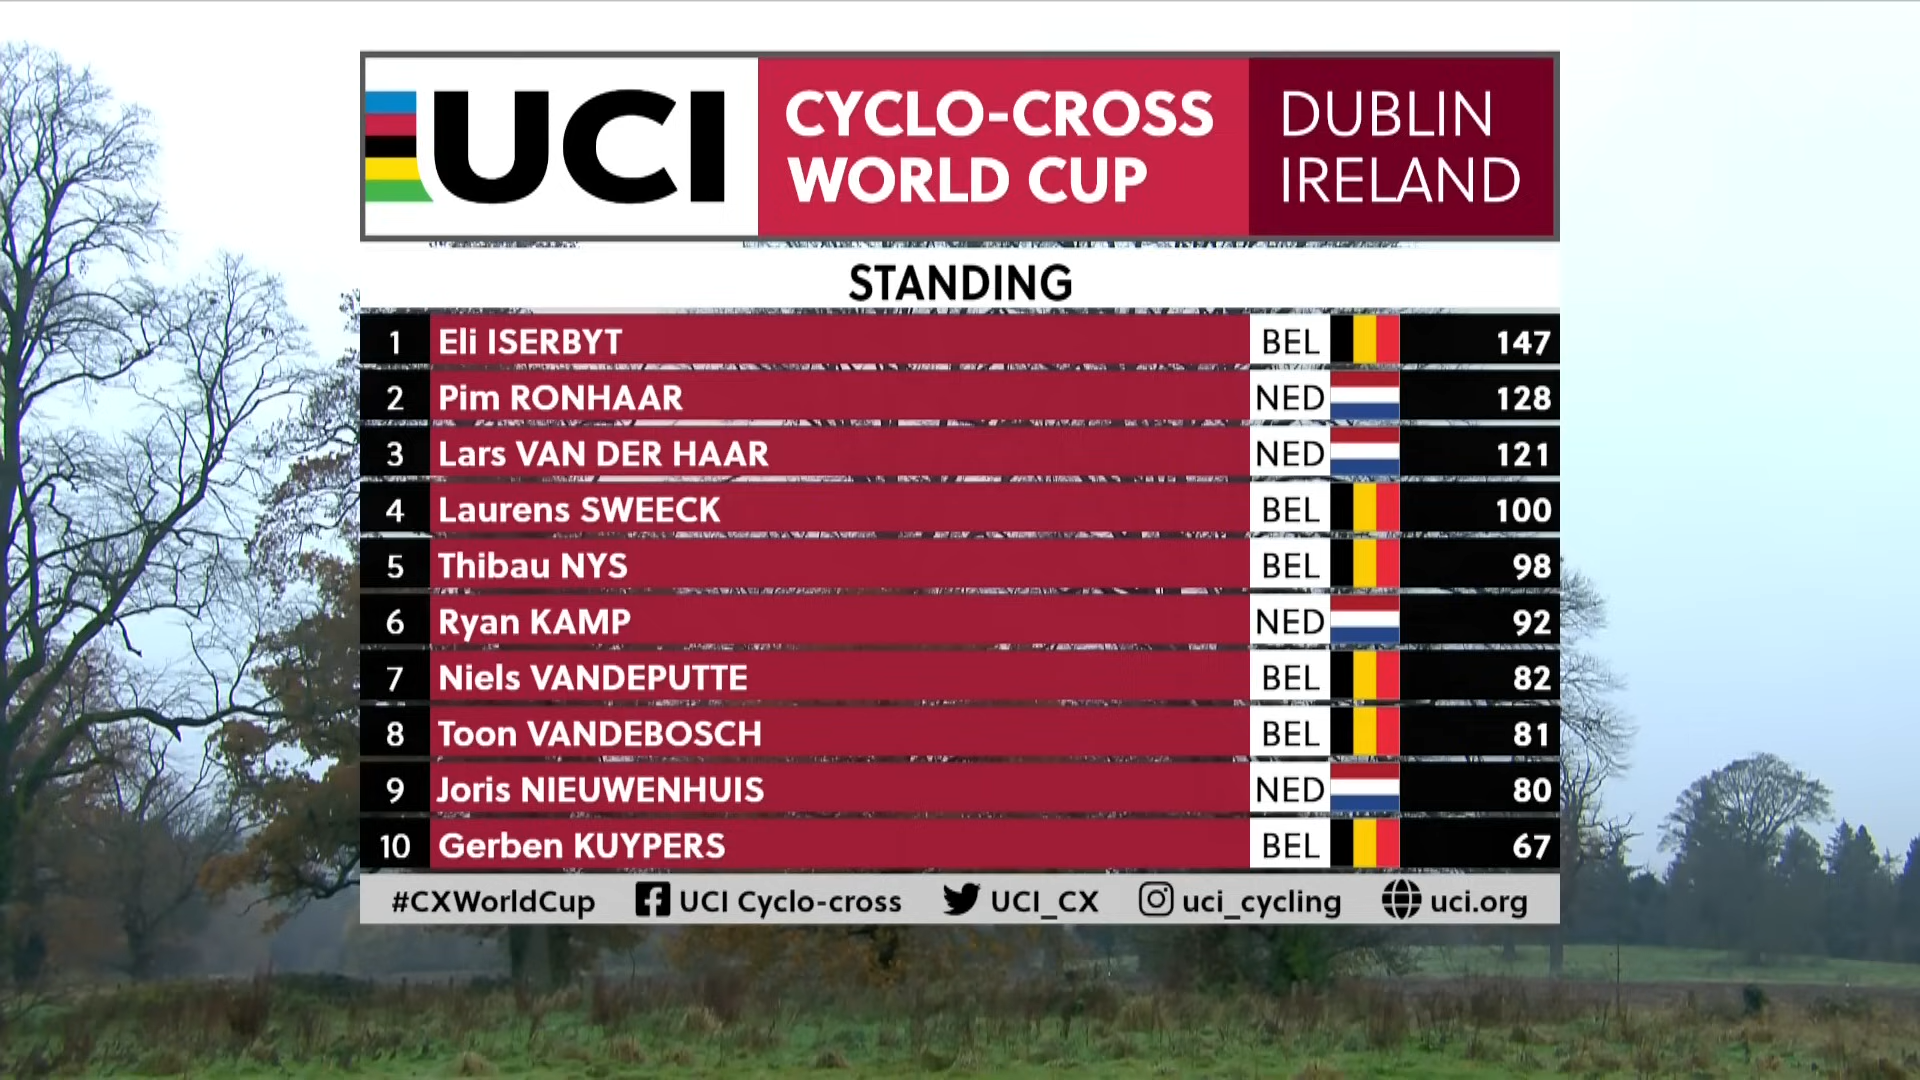 UCI
CYCLO-CROSS
WORLD CUP
DUBLIN
IRELAND
STANDING
1 Eli ISERBYT BEL 147
2 Pim RONHAAR NED 128
3 Lars VAN DER HAAR NED 121
4 Laurens SWEECK BEL 100
5 Thibau NYS BEL 98
6 Ryan KAMP NED 92
7 Niels VANDEPUTTE BEL 82
8 Toon VANDEBOSCH BEL 81
9 Joris NIEUWENHUIS NED 80
10 Gerben KUYPERS BEL 67
#CXWorldCup UCI Cyclo-cross UCI_CX uci_cycling uci.org